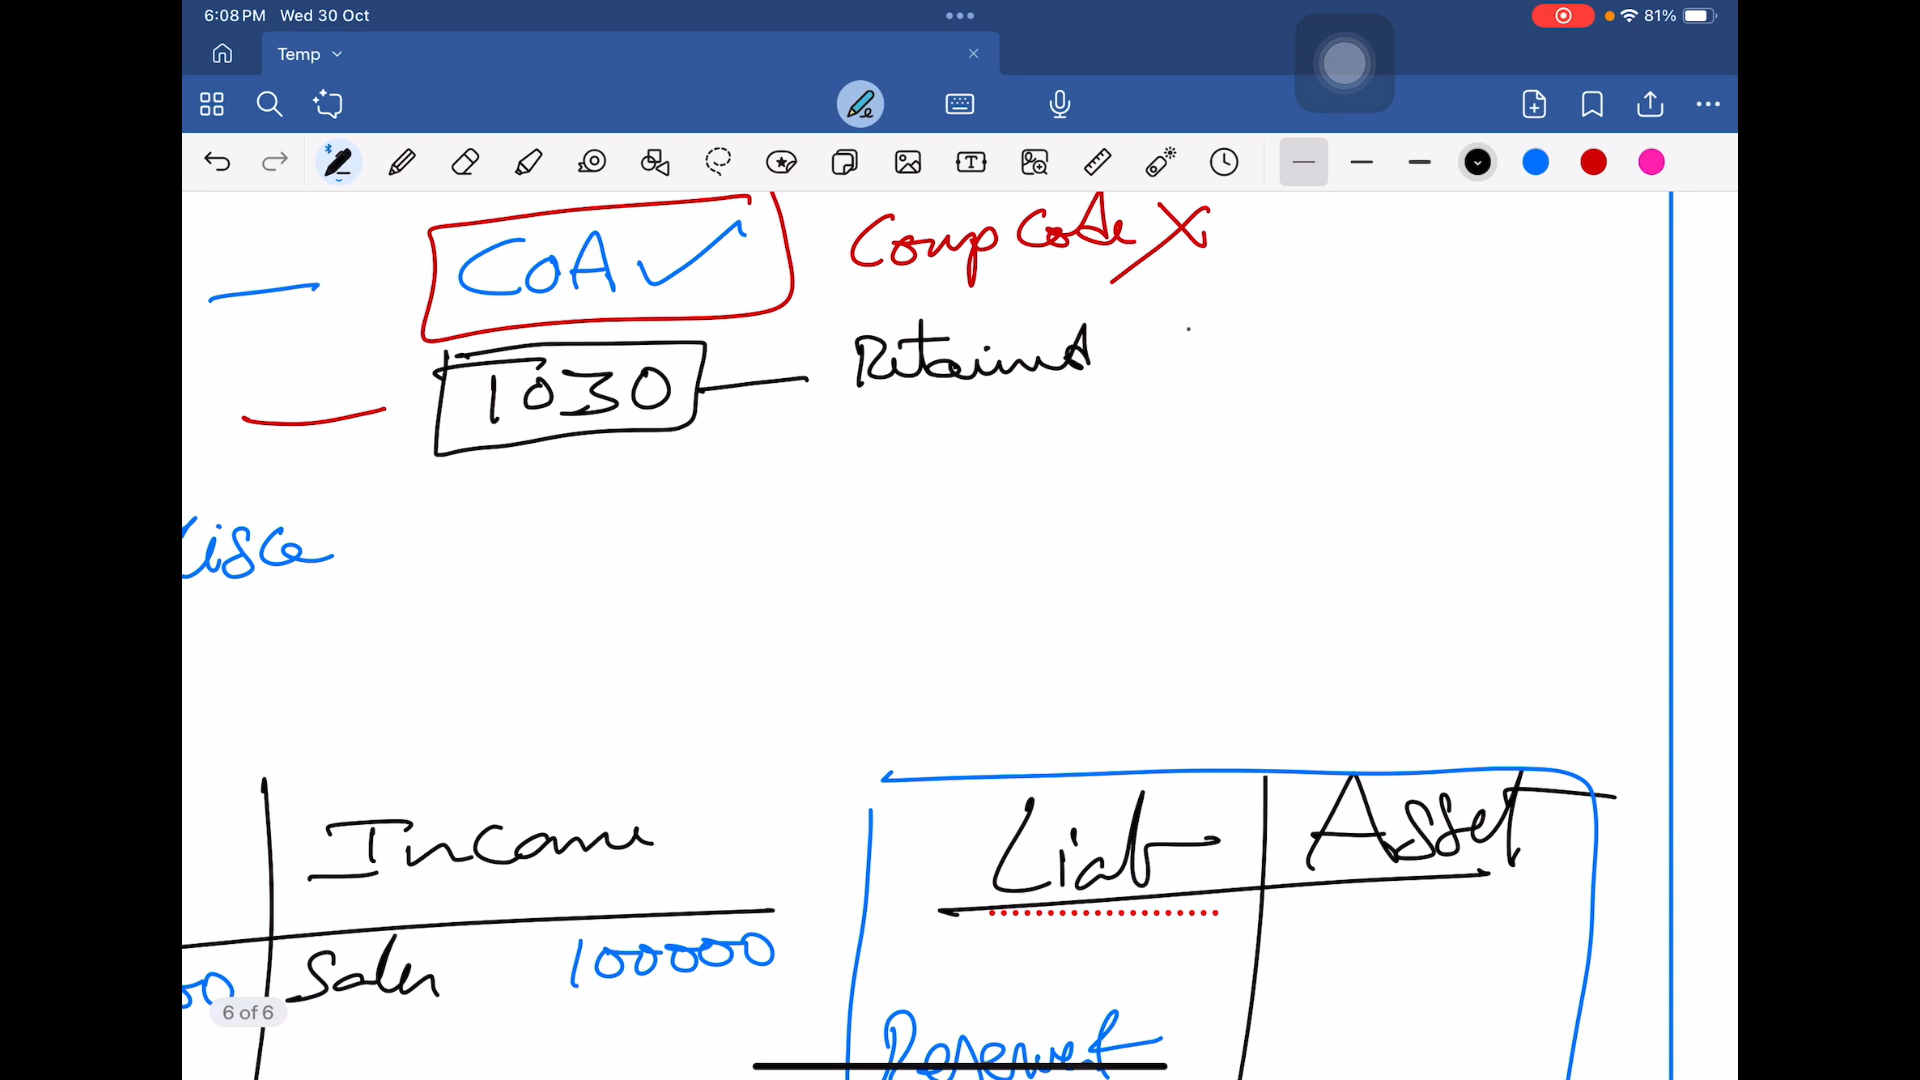 6:08 PM Wed 30 Oct
81%
Temp
CoA Comp Code X
1030 Retained
Income
Liab Asset
Sales 100000
6 of 6